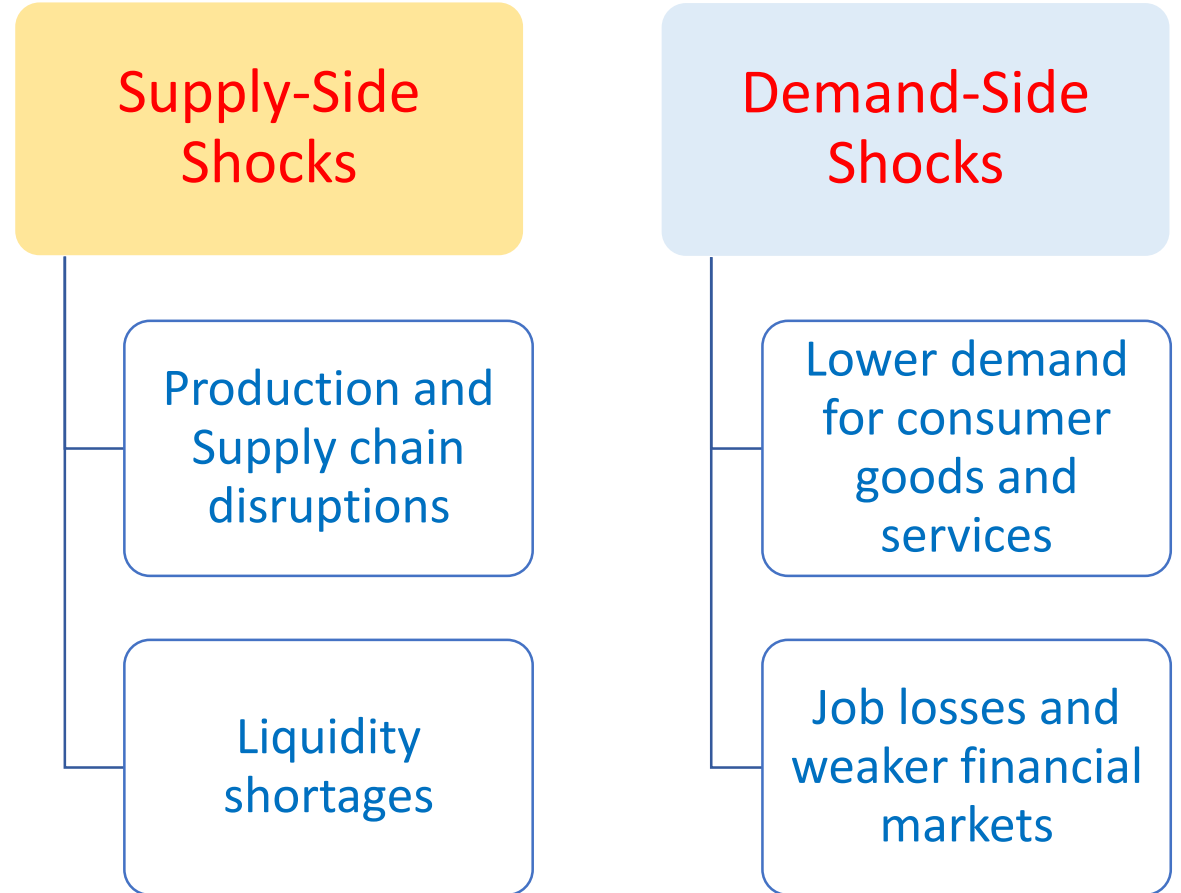 Supply-Side
Shocks
Production and
Supply chain
disruptions
Liquidity
shortages
Demand-Side
Shocks
Lower demand
for consumer
goods and
services
Job losses and
weaker financial
markets